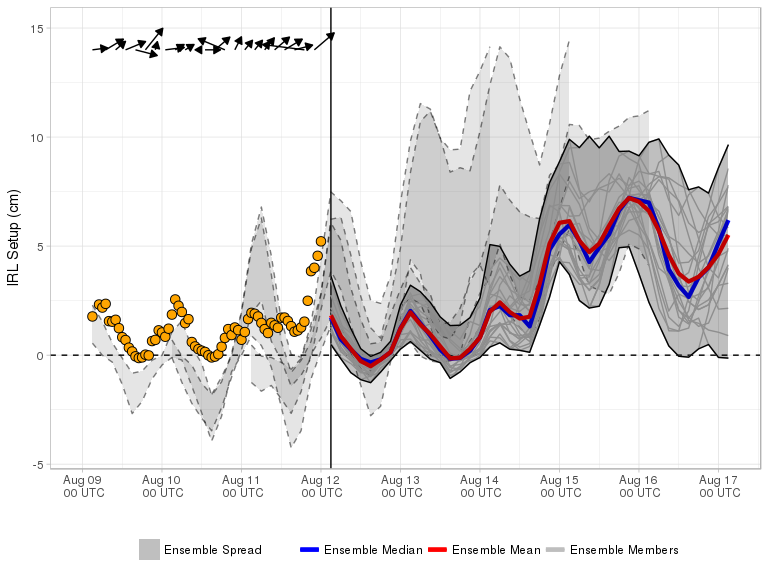 15
10
5
0
-5
IRL Setup (cm)
Aug 09 Aug 10 Aug 11 Aug 12 Aug 13 Aug 14 Aug 15 Aug 16 Aug 17
00 UTC 00 UTC 00 UTC 00 UTC 00 UTC 00 UTC 00 UTC 00 UTC 00 UTC
Ensemble Spread Ensemble Median Ensemble Mean Ensemble Members